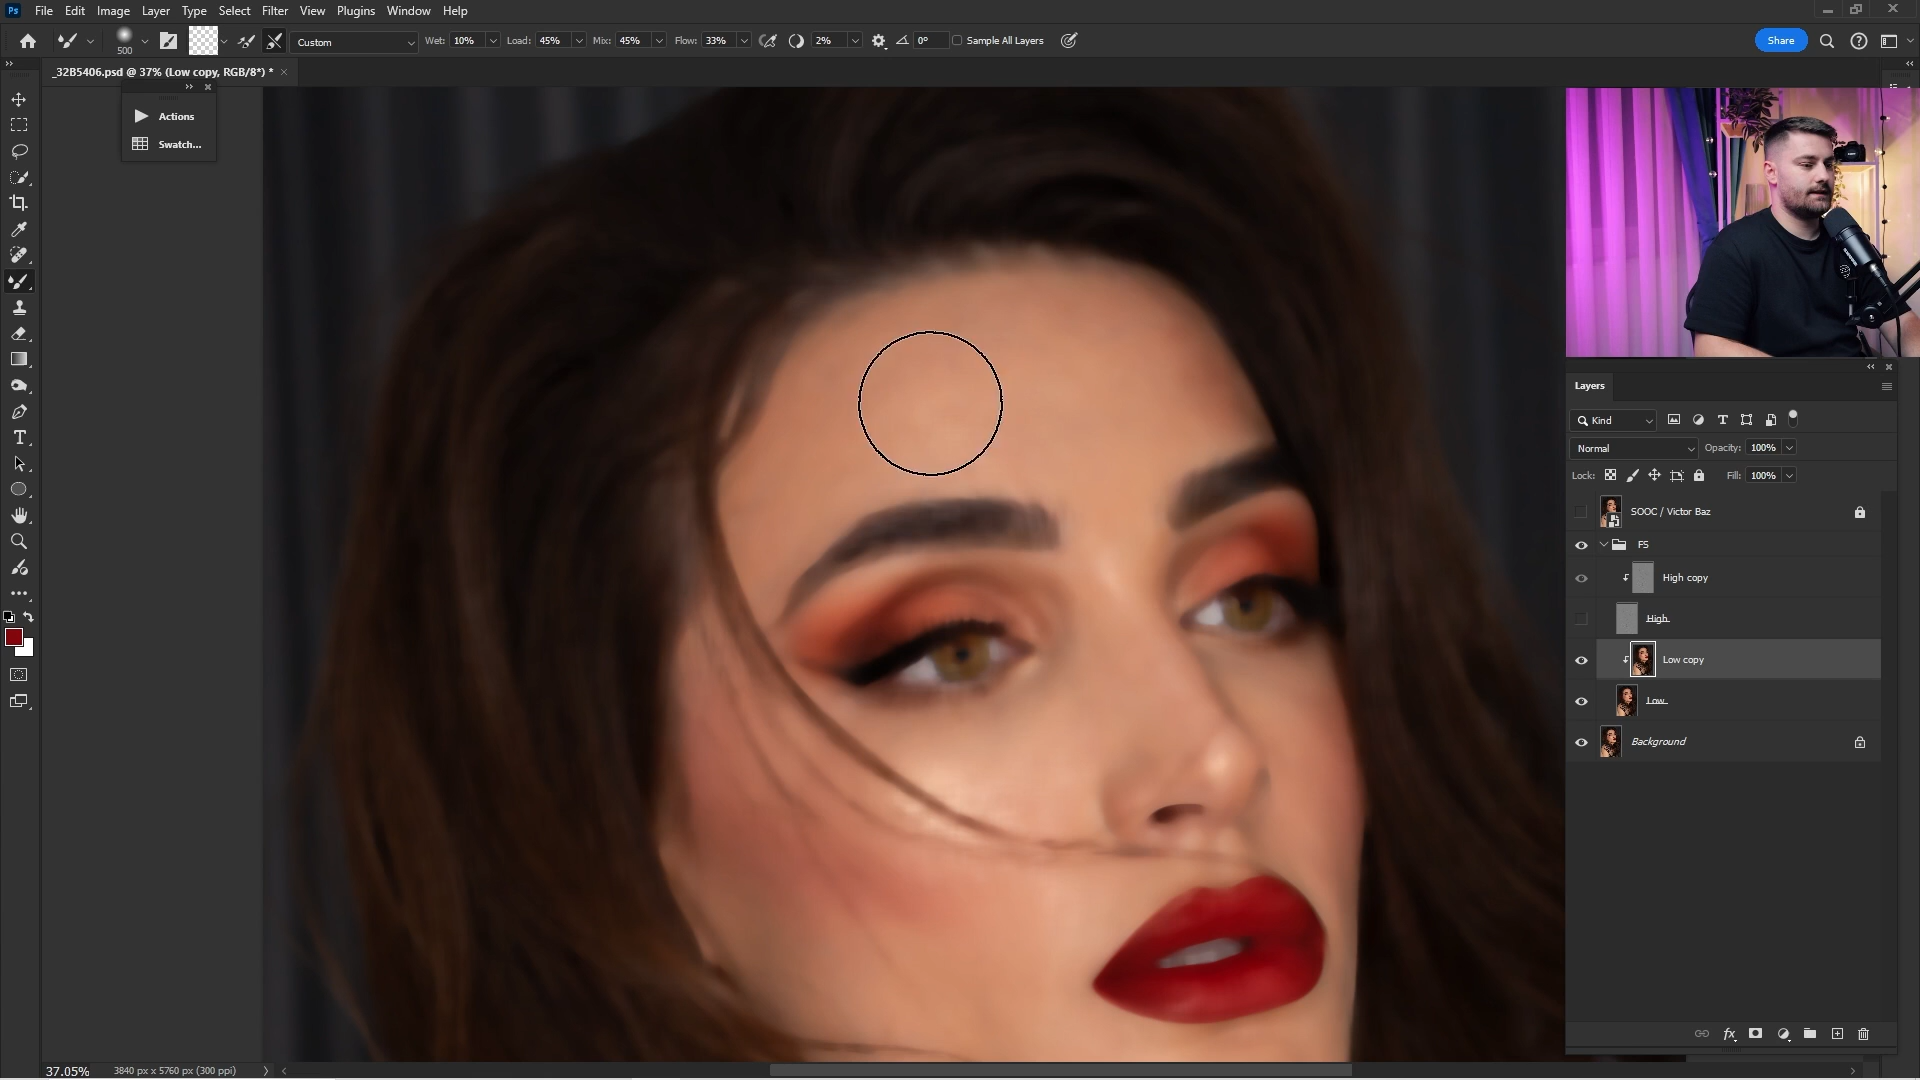 Ps File Edit Image Layer Type Select Filter View Plugins Window Help
500 Custom Wet: 10% Load: 45% Mix: 45% Flow: 33% 2% 0° Sample All Layers Share
_32B5406.psd @ 37% (Low copy, RGB/8*) *
Actions
Swatch...
Layers
Kind
Normal Opacity: 100%
Lock: Fill: 100%
SOOC / Victor Baz
FS
High copy
High
Low copy
Low
Background
fx
37.05% 3840 px x 5760 px (300 ppi)